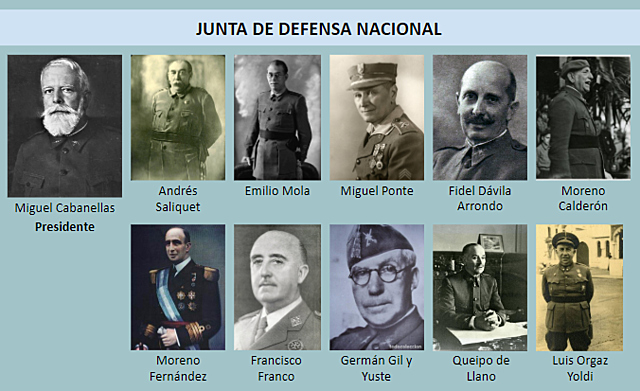 JUNTA DE DEFENSA NACIONAL
Miguel Cabanellas
Presidente
Andrés
Saliquet
Emilio Mola
Miguel Ponte
Fidel Dávila
Arrondo
Moreno
Calderón
Moreno
Fernández
Francisco
Franco
Germán Gil y
Yuste
Queipo de
Llano
Luis Orgaz
Yoldi